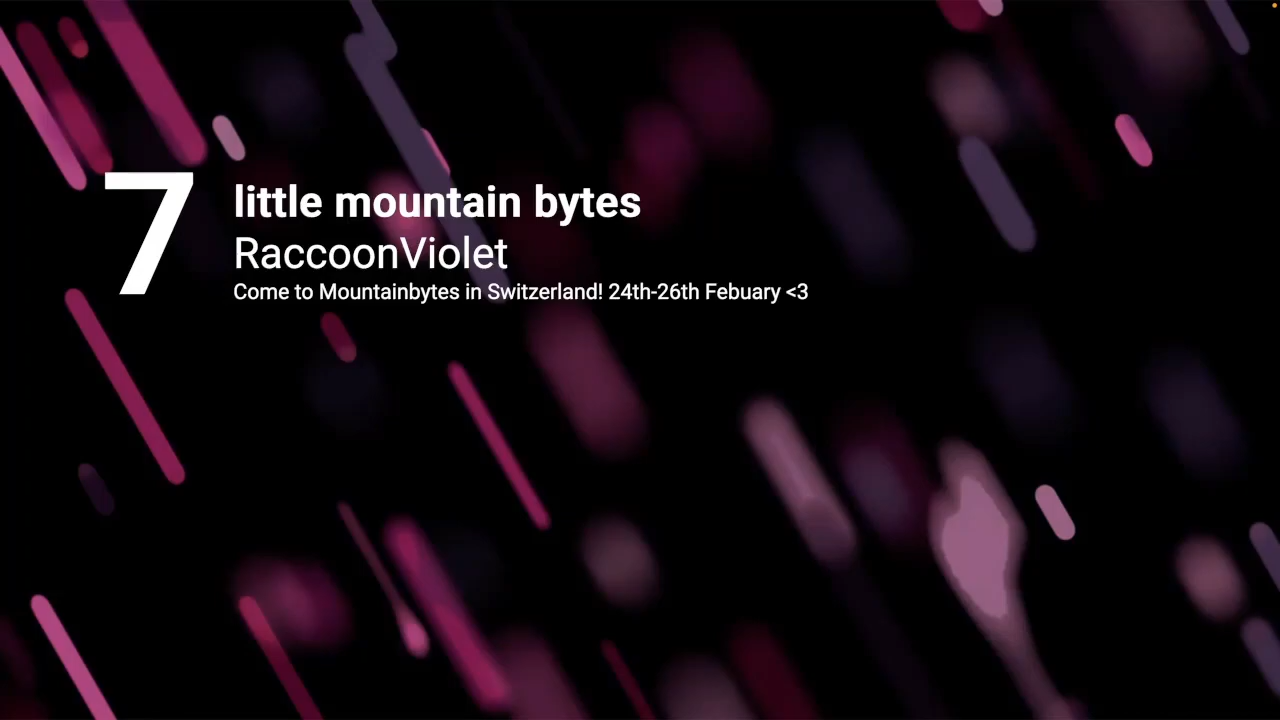 7
little mountain bytes
RaccoonViolet
Come to Mountainbytes in Switzerland! 24th-26th Febuary <3